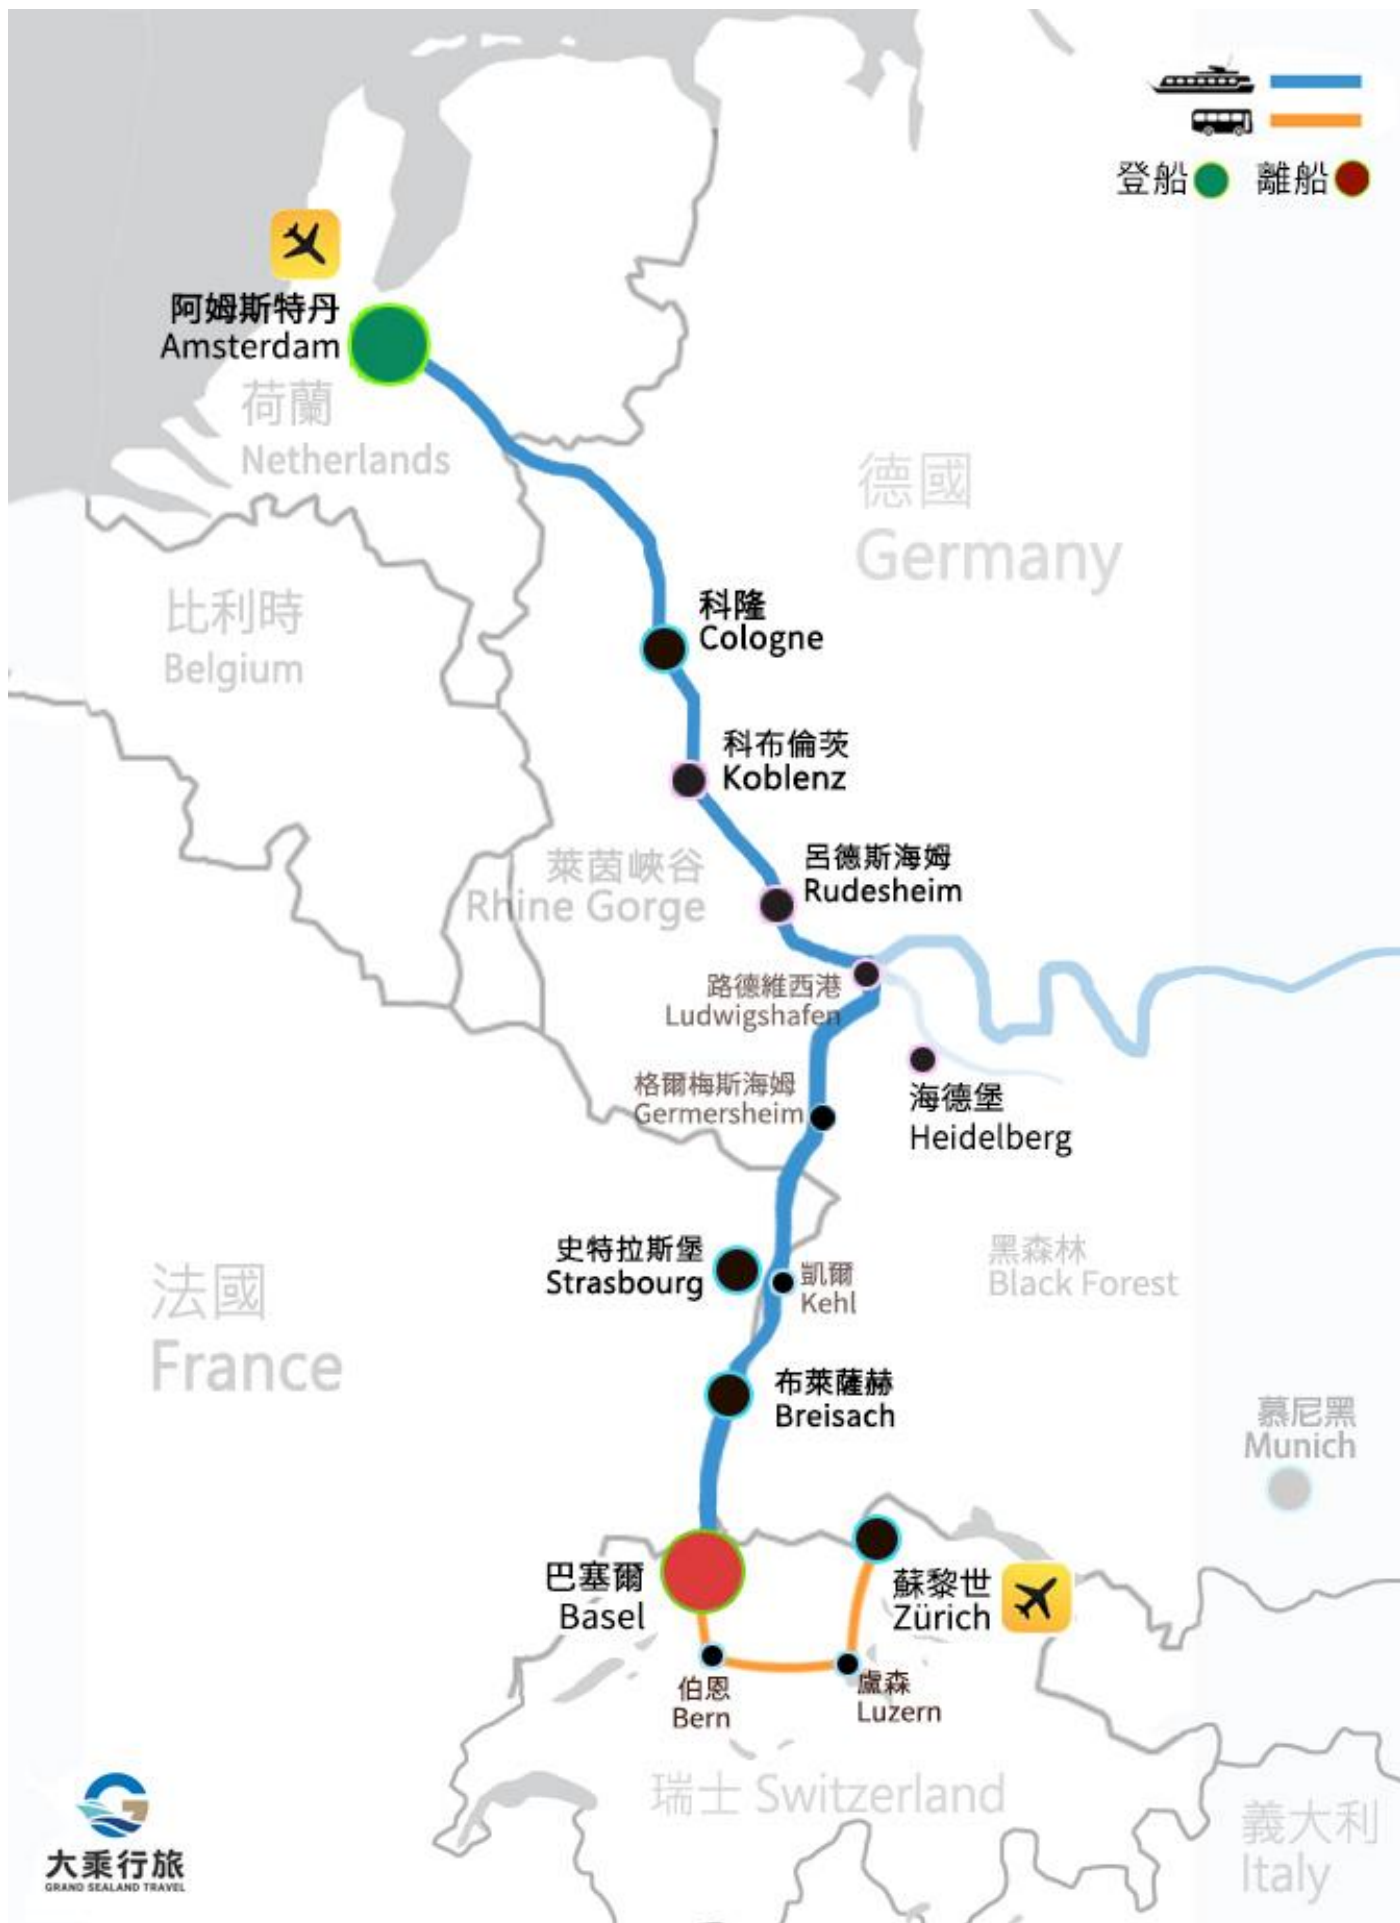 登船 離船
阿姆斯特丹
Amsterdam
荷蘭
Netherlands
德國
Germany
比利時
Belgium
科隆
Cologne
科布倫茨
Koblenz
萊茵峽谷
Rhine Gorge
呂德斯海姆
Rudesheim
路德維西港
Ludwigshafen
格爾梅斯海姆
Germersheim
海德堡
Heidelberg
史特拉斯堡
Strasbourg
凱爾
Kehl
黑森林
Black Forest
法國
France
布萊薩赫
Breisach
慕尼黑
Munich
巴塞爾
Basel
蘇黎世
Zürich
伯恩
Bern
盧森
Luzern
瑞士 Switzerland
義大利
Italy
大乘行旅
GRAND SEALAND TRAVEL